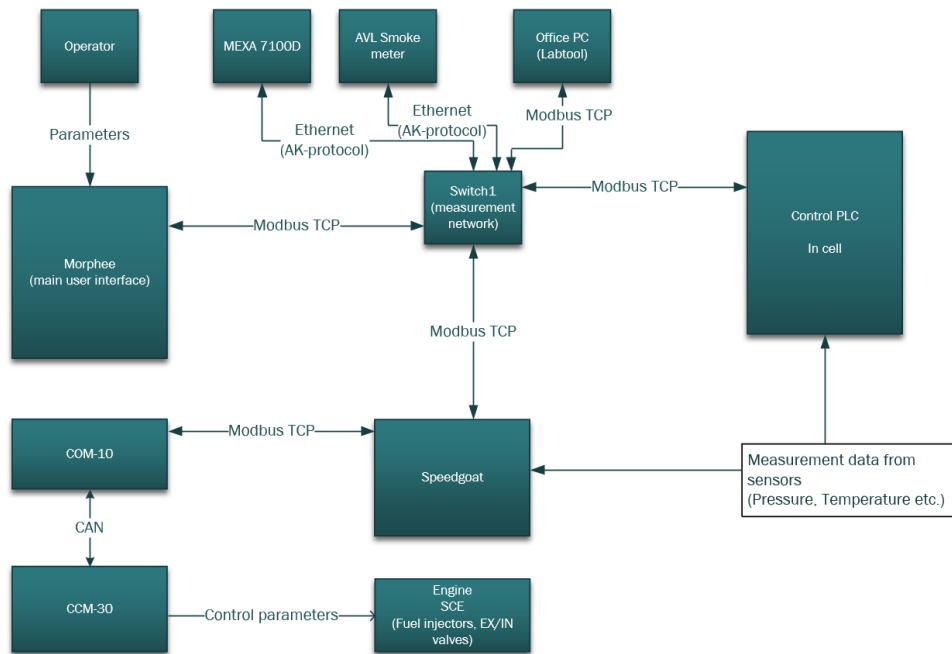 Operator
MEXA 7100D
AVL Smoke
meter
Office PC
(Labtool)
Parameters
Ethernet
(AK-protocol)
Ethernet
(AK-protocol)
Modbus TCP
Morphee
(main user interface)
Modbus TCP
Switch1
(measurement
network)
Modbus TCP
Control PLC
In cell
Modbus TCP
COM-10
Modbus TCP
Speedgoat
Measurement data from
sensors
(Pressure, Temperature etc.)
CAN
CCM-30
Control parameters
Engine
SCE
(Fuel injectors, EX/IN
valves)